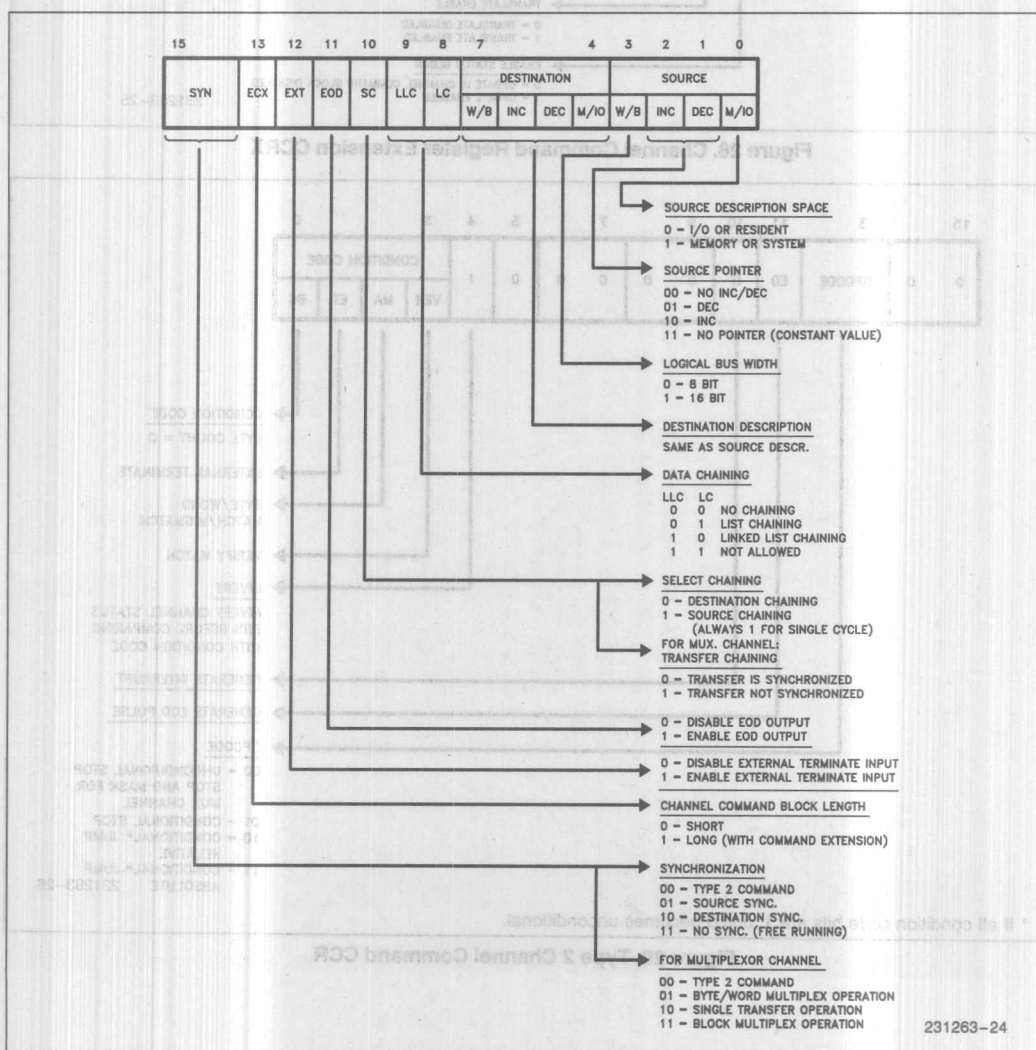 15 13 12 11 10 9 8 7 4 3 2 1 0
SYN ECX EXT EOD SC LLC LC DESTINATION SOURCE
W/B INC DEC M/IO W/B INC DEC M/IO
SOURCE DESCRIPTION SPACE
0 – I/O OR RESIDENT
1 – MEMORY OR SYSTEM
SOURCE POINTER
00 – NO INC/DEC
01 – DEC
10 – INC
11 – NO POINTER (CONSTANT VALUE)
LOGICAL BUS WIDTH
0 – 8 BIT
1 – 16 BIT
DESTINATION DESCRIPTION
SAME AS SOURCE DESCR.
DATA CHAINING
LLC LC
0 0 NO CHAINING
0 1 LIST CHAINING
1 0 LINKED LIST CHAINING
1 1 NOT ALLOWED
SELECT CHAINING
0 – DESTINATION CHAINING
1 – SOURCE CHAINING
(ALWAYS 1 FOR SINGLE CYCLE)
FOR MUX. CHANNEL:
TRANSFER CHAINING
0 – TRANSFER IS SYNCHRONIZED
1 – TRANSFER NOT SYNCHRONIZED
0 – DISABLE EOD OUTPUT
1 – ENABLE EOD OUTPUT
0 – DISABLE EXTERNAL TERMINATE INPUT
1 – ENABLE EXTERNAL TERMINATE INPUT
CHANNEL COMMAND BLOCK LENGTH
0 – SHORT
1 – LONG (WITH COMMAND EXTENSION)
SYNCHRONIZATION
00 – TYPE 2 COMMAND
01 – SOURCE SYNC.
10 – DESTINATION SYNC.
11 – NO SYNC. (FREE RUNNING)
FOR MULTIPLEXOR CHANNEL
00 – TYPE 2 COMMAND
01 – BYTE/WORD MULTIPLEX OPERATION
10 – SINGLE TRANSFER OPERATION
11 – BLOCK MULTIPLEX OPERATION
231263–24